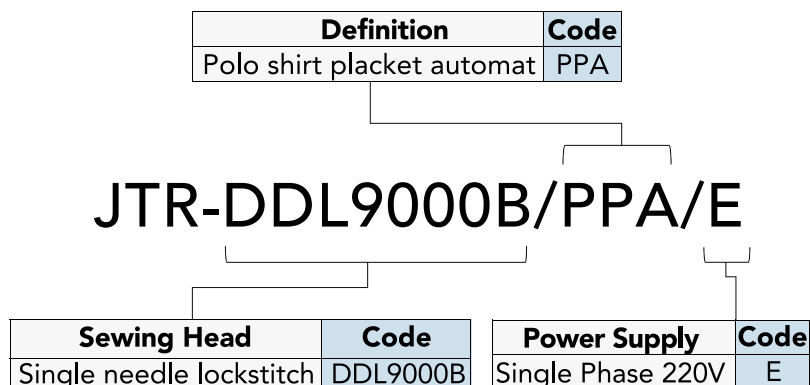 Definition Code
Polo shirt placket automat PPA
JTR-DDL9000B/PPA/E
Sewing Head Code
Single needle lockstitch DDL9000B
Power Supply Code
Single Phase 220V E